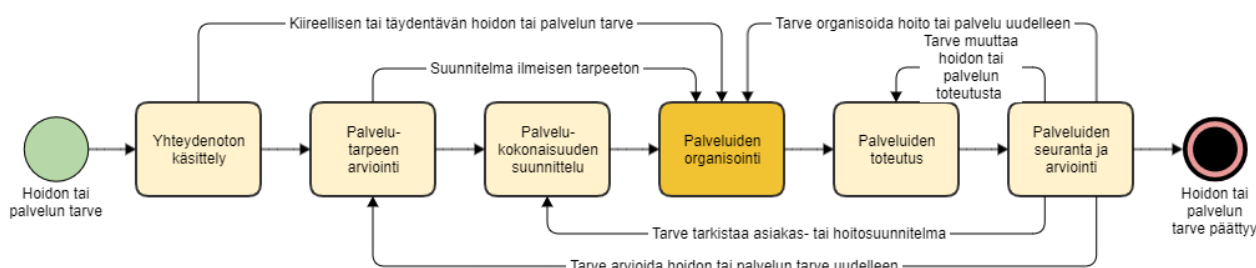 Kiireellisen tai täydentävän hoidon tai palvelun tarve
Tarve organisoida hoito tai palvelu uudelleen
Tarve muuttaa
hoidon tai
palvelun
toteutusta
Suunnitelma ilmeisen tarpeeton
Yhteydenoton
käsittely
Palvelu-
tarpeen
arviointi
Palvelu-
kokonaisuuden
suunnittelu
Palveluiden
organisointi
Palveluiden
toteutus
Palveluiden
seuranta ja
arviointi
Hoidon tai
palvelun tarve
Hoidon tai
palvelun
tarve päättyy
Tarve tarkistaa asiakas- tai hoitosuunnitelma
Tarve arvioida hoidon tai palvelun tarve uudelleen